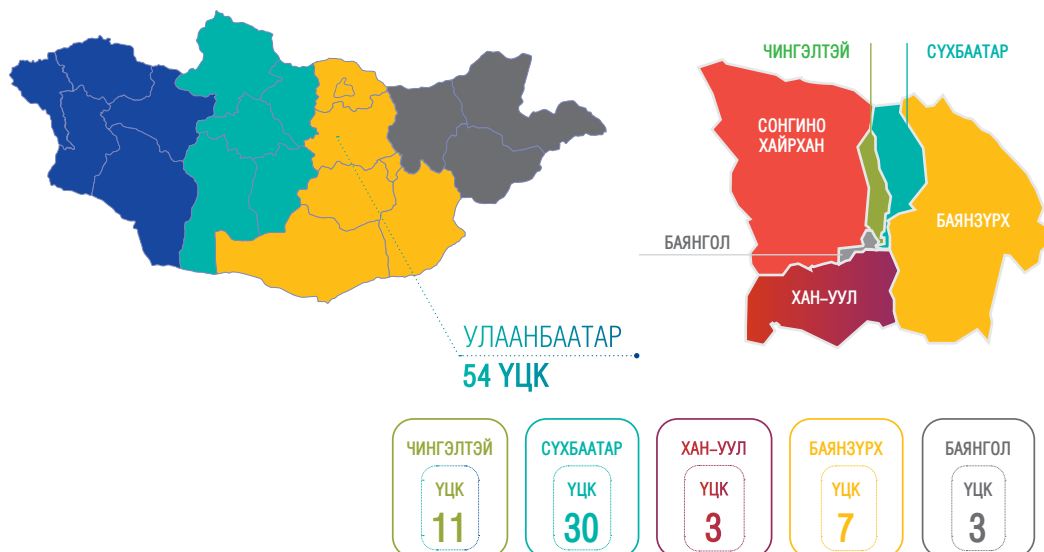 ЧИНГЭЛТЭЙ
СҮХБААТАР
СОНГИНО
ХАЙРХАН
БАЯНЗҮРХ
БАЯНГОЛ
ХАН–УУЛ
УЛААНБААТАР
54 ҮЦК
ЧИНГЭЛТЭЙ
ҮЦК
11
СҮХБААТАР
ҮЦК
30
ХАН–УУЛ
ҮЦК
3
БАЯНЗҮРХ
ҮЦК
7
БАЯНГОЛ
ҮЦК
3